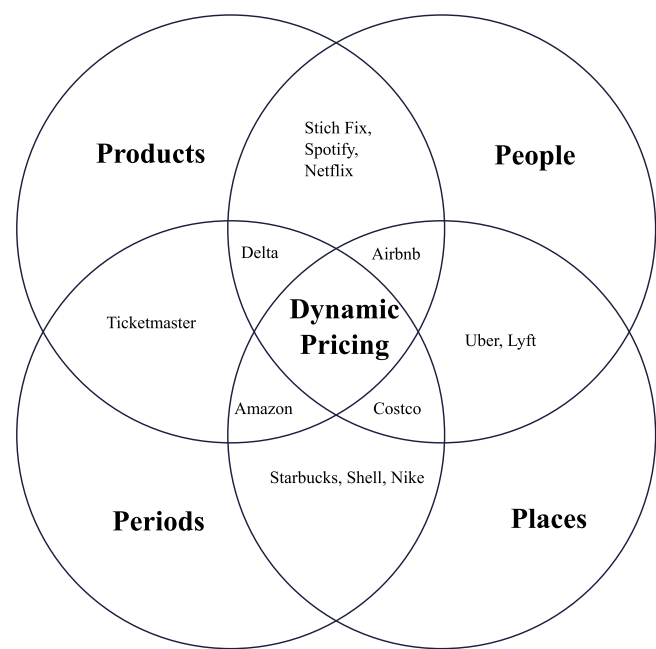 Products
Stich Fix,
Spotify,
Netflix
People
Delta
Airbnb
Ticketmaster
Dynamic
Pricing
Uber, Lyft
Amazon
Costco
Starbucks, Shell, Nike
Periods
Places